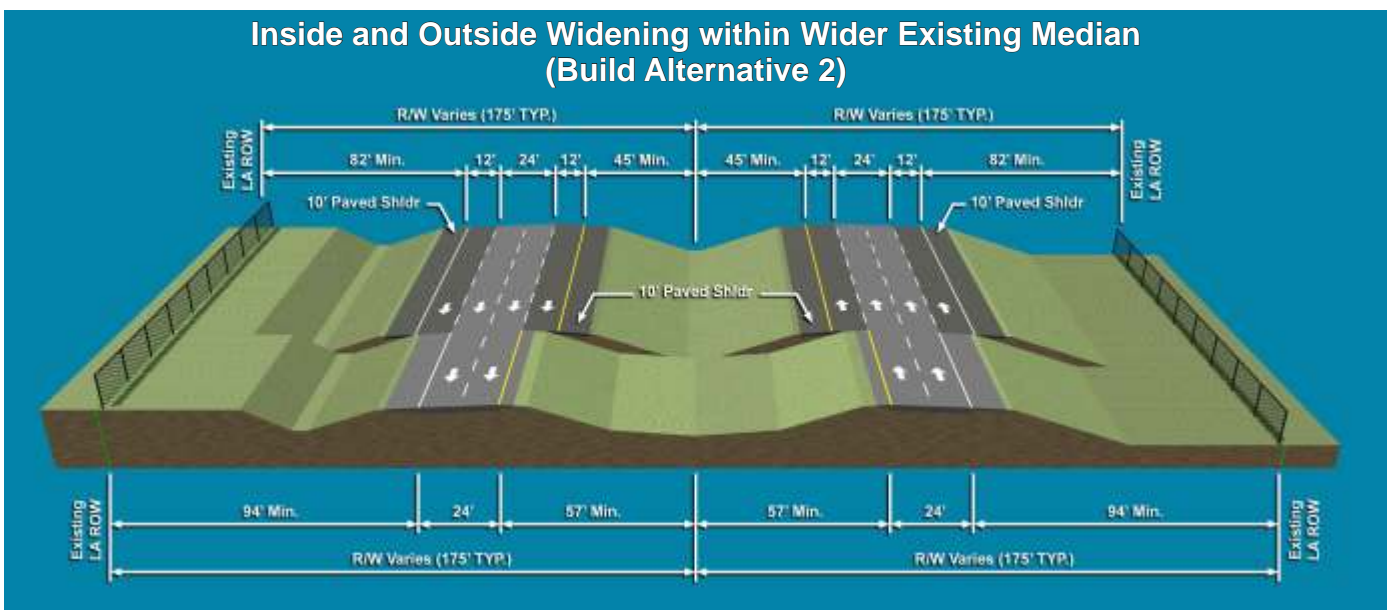 Inside and Outside Widening within Wider Existing Median
(Build Alternative 2)
R/W Varies (175' TYP.)
R/W Varies (175' TYP.)
Existing
LA ROW
82' Min.
12'
24'
12'
45' Min.
45' Min.
12'
24'
12'
82' Min.
Existing
LA ROW
10' Paved Shldr
10' Paved Shldr
10' Paved Shldr
Existing
LA ROW
94' Min.
24'
57' Min.
57' Min.
24'
94' Min.
Existing
LA ROW
R/W Varies (175' TYP.)
R/W Varies (175' TYP.)